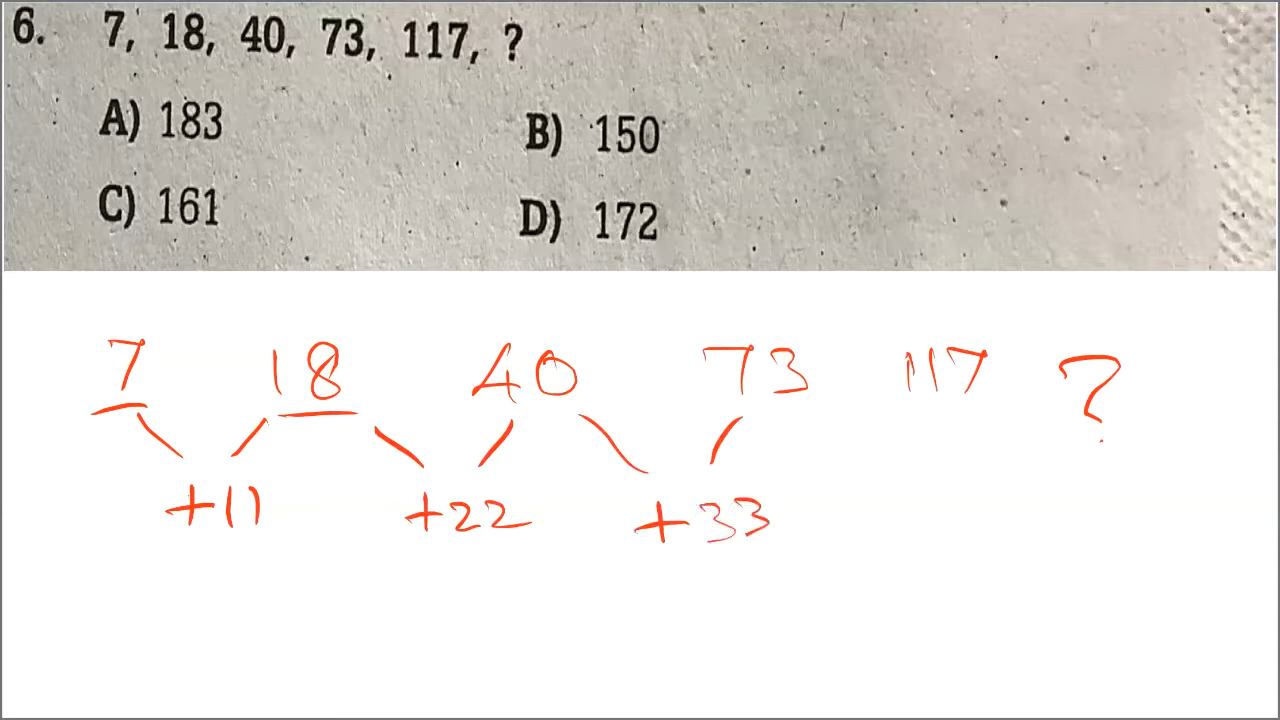 6. 7, 18, 40, 73, 117, ?
A) 183 B) 150
C) 161 D) 172
7 18 40 73 117 ?
+11 +22 +33